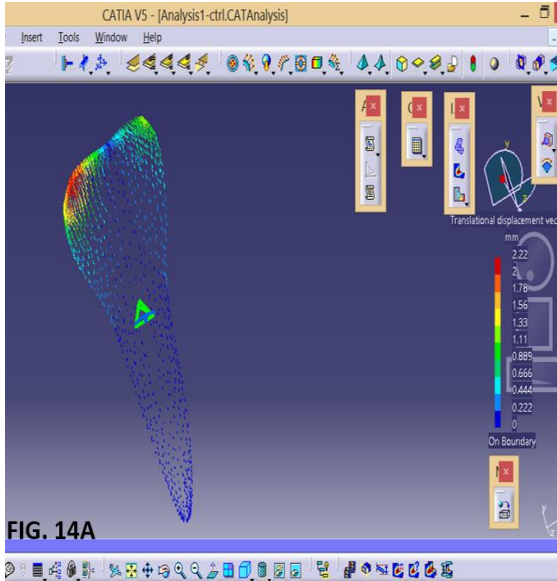 CATIA V5 - [Analysis1-ctrl.CATAnalysis]
Insert Tools Window Help
y
z
Translational displacement vec
mm
2.22
2
1.78
1.56
1.33
1.11
0.889
0.666
0.444
0.222
0
On Boundary
y
z
FIG. 14A